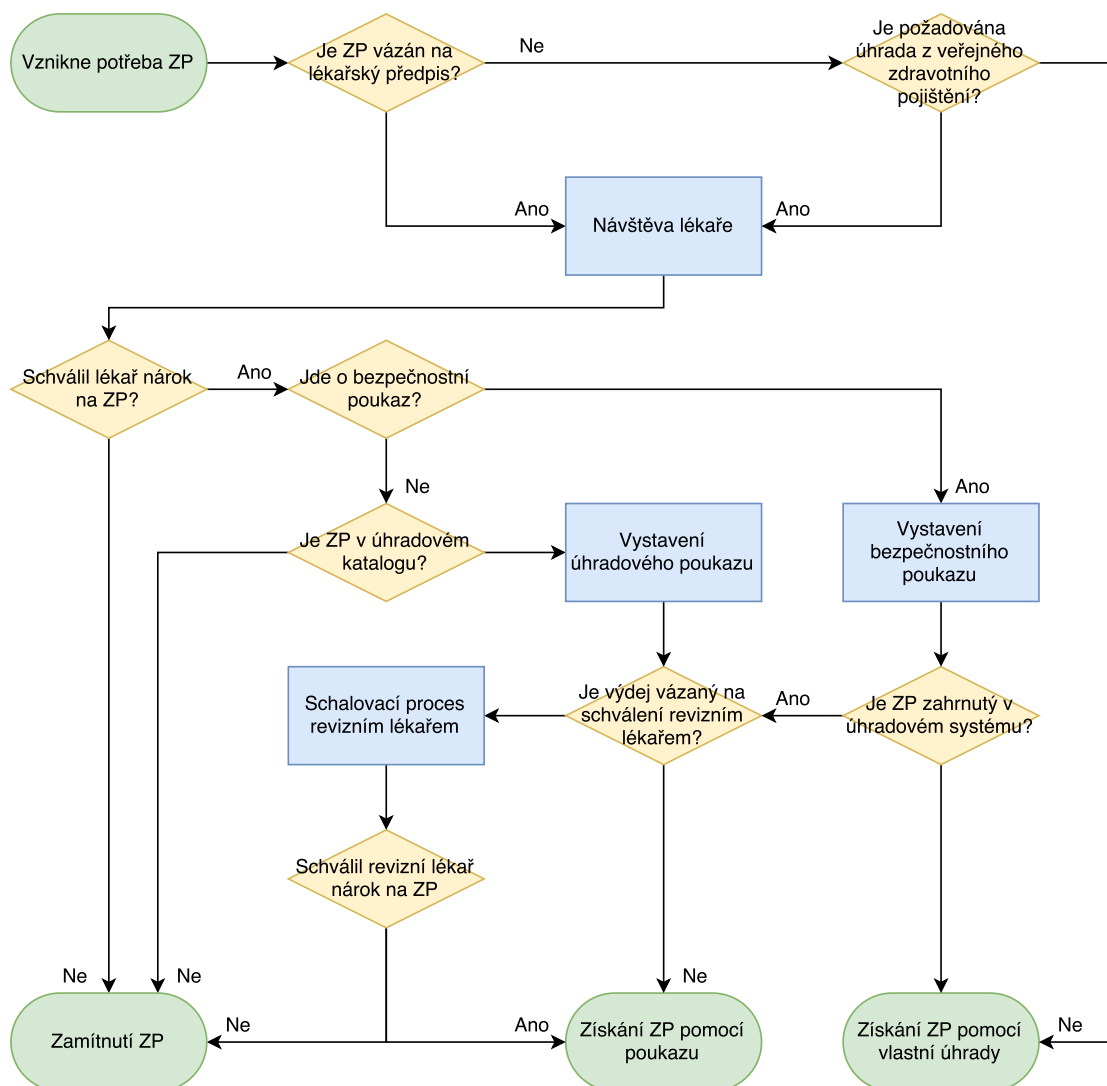 Vznikne potřeba ZP
Je ZP vázán na
lékařský předpis?
Ne
Je požadována
úhrada z veřejného
zdravotního
pojištění?
Ano
Návštěva lékaře
Ano
Schválil lékař nárok
na ZP?
Ano
Jde o bezpečnostní
poukaz?
Ne
Ano
Je ZP v úhradovém
katalogu?
Vystavení
úhradového poukazu
Vystavení
bezpečnostního
poukazu
Schalovací proces
revizním lékařem
Je výdej vázaný na
schválení revizním
lékařem?
Ano
Je ZP zahrnutý v
úhradovém systému?
Schválil revizní lékař
nárok na ZP
Ne
Ne
Ne
Zamítnutí ZP
Ne
Ano
Získání ZP pomocí
poukazu
Získání ZP pomocí
vlastní úhrady
Ne